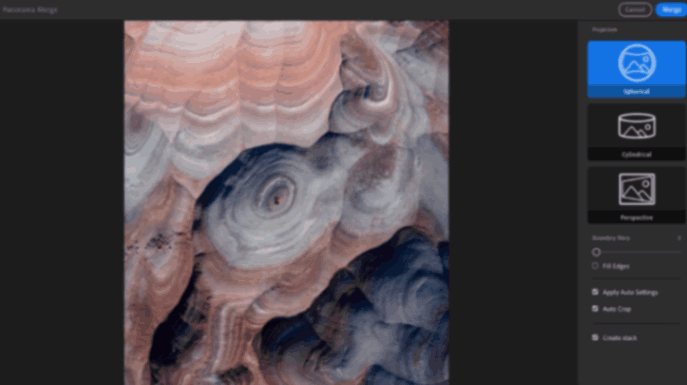 Panorama Merge
Cancel Merge
Projection
Spherical
Cylindrical
Perspective
Boundary Warp 0
Fill Edges
Apply Auto Settings
Auto Crop
Create stack